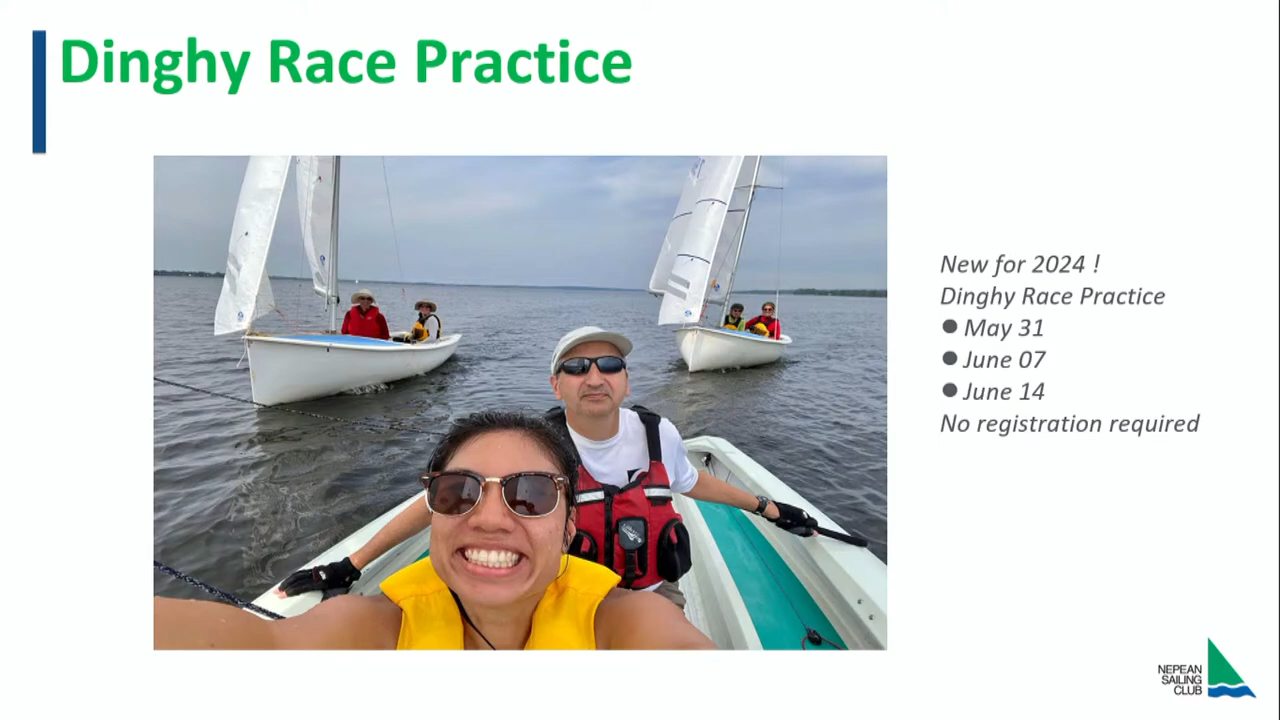 Dinghy Race Practice
New for 2024 !
Dinghy Race Practice
● May 31
● June 07
● June 14
No registration required
NEPEAN
SAILING
CLUB